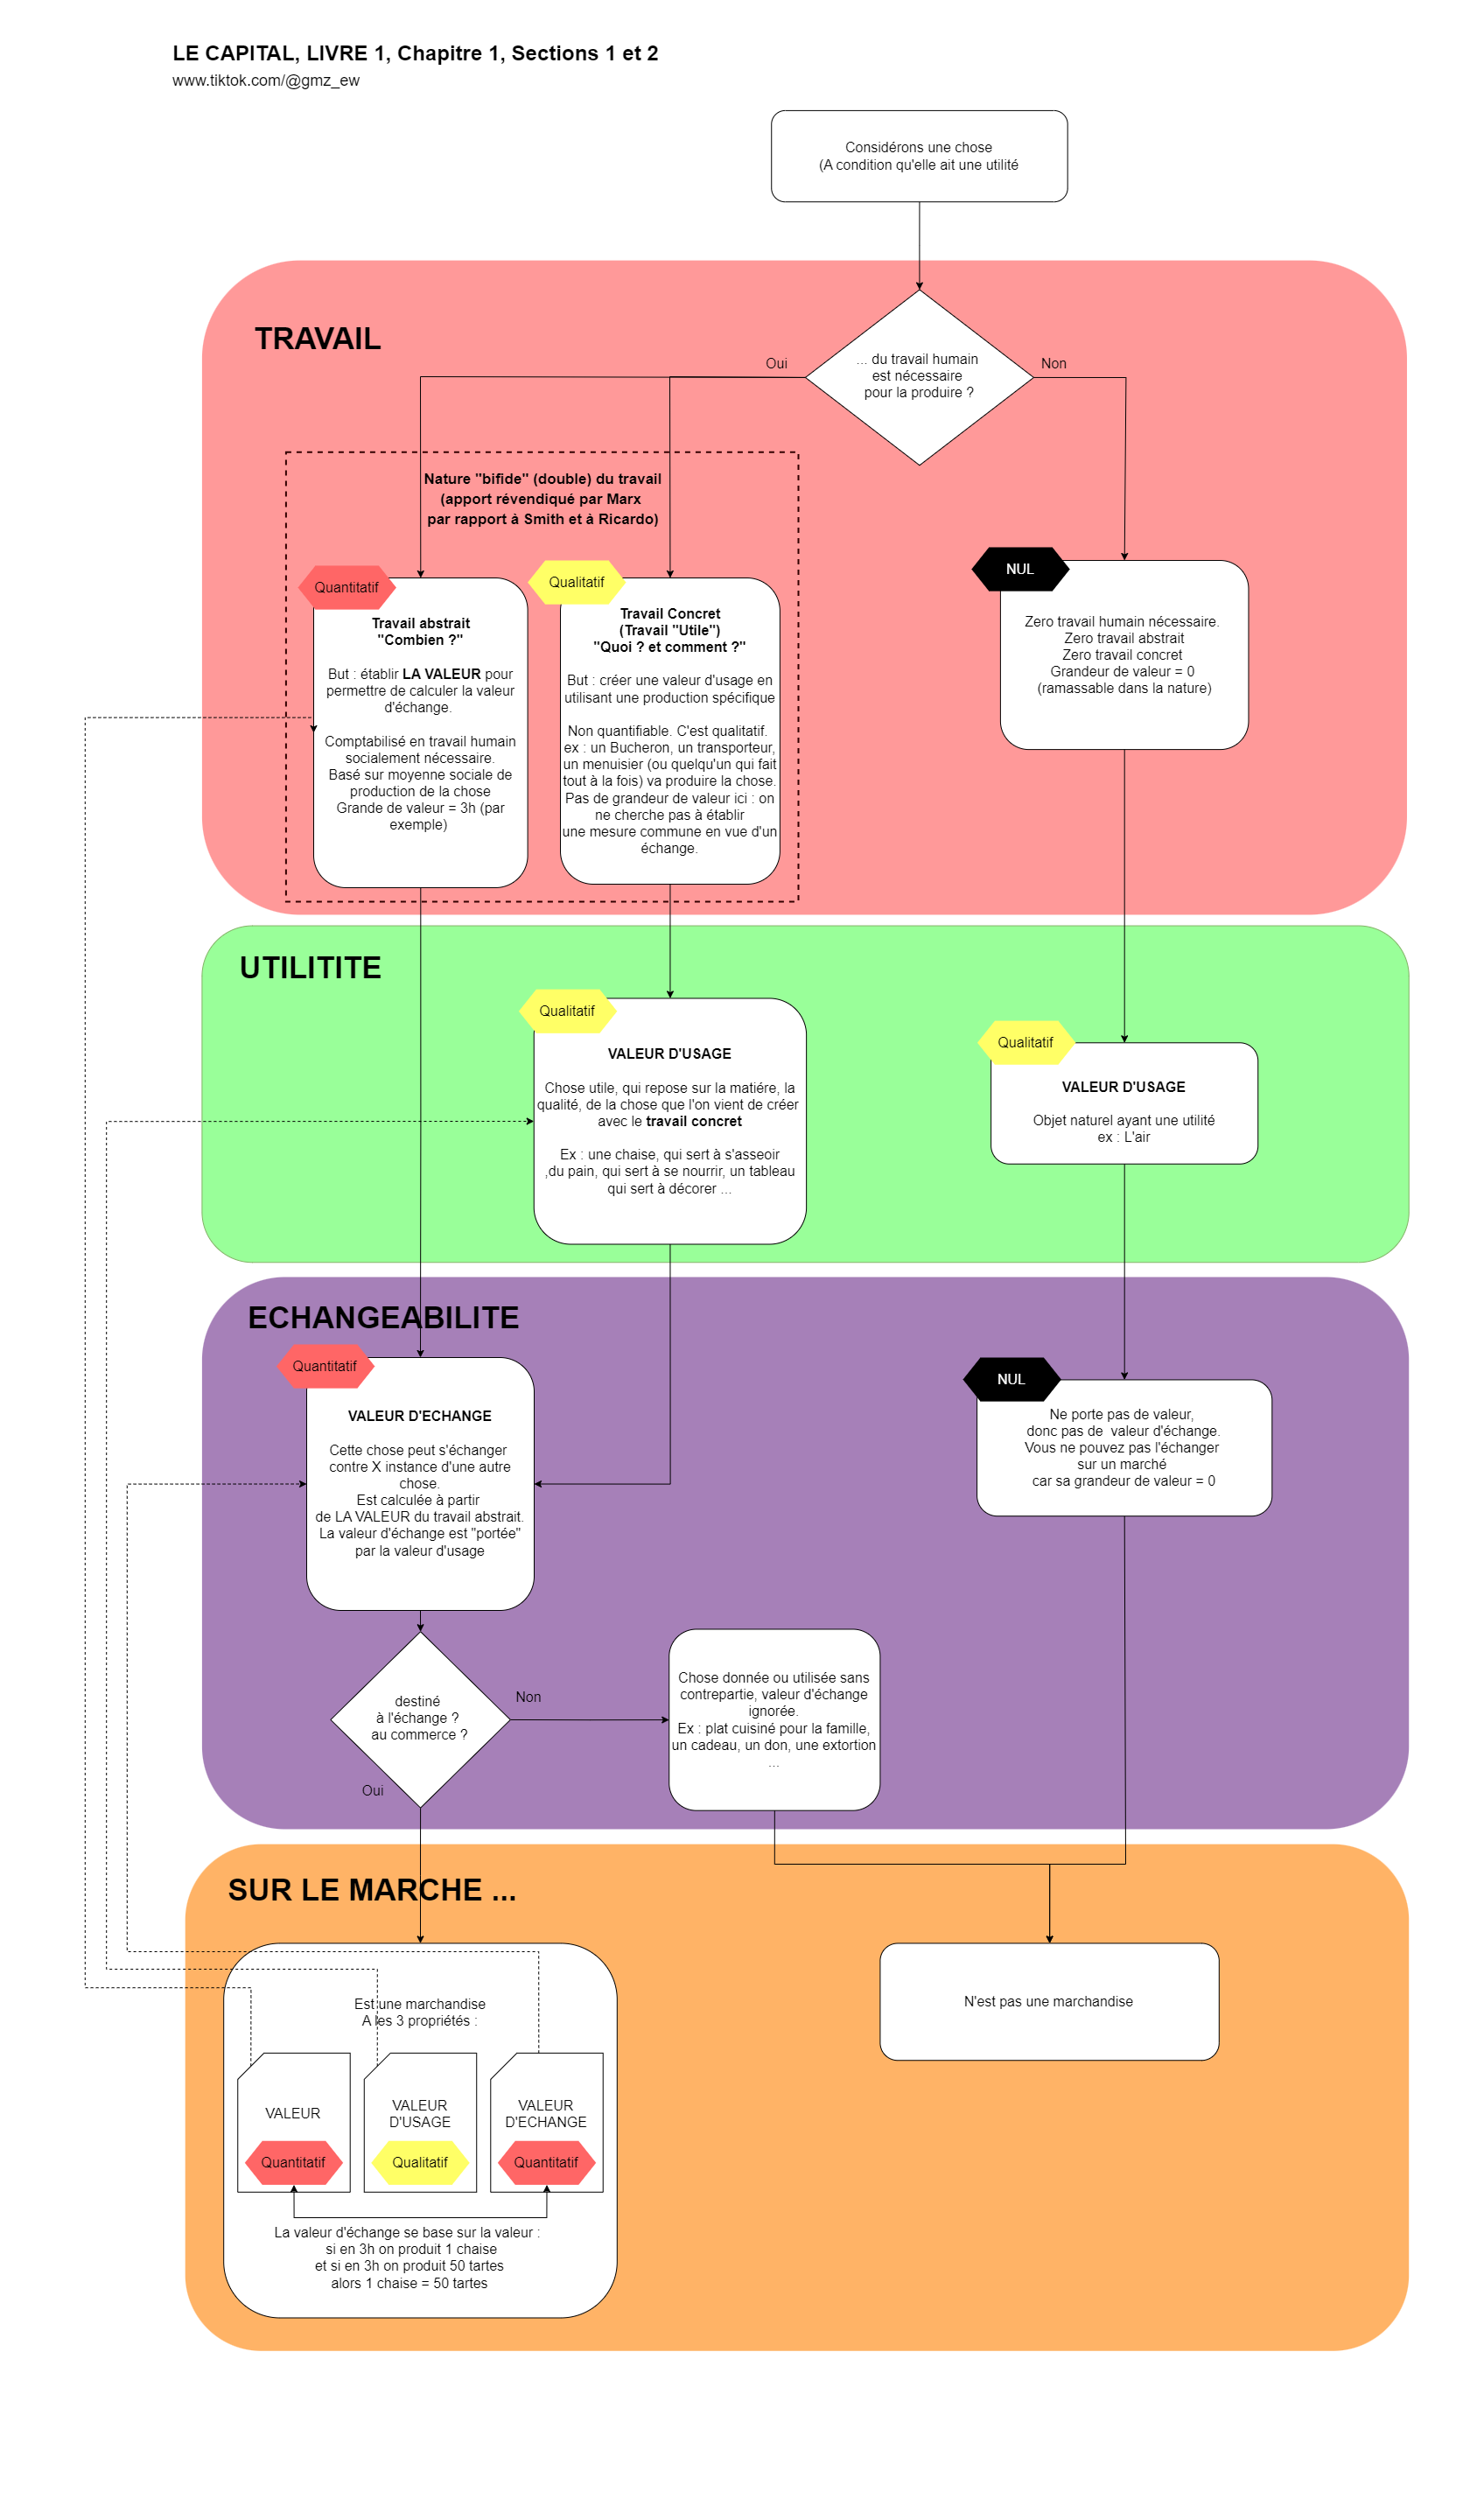 LE CAPITAL, LIVRE 1, Chapitre 1, Sections 1 et 2
www.tiktok.com/@gmz_ew
Considérons une chose
(A condition qu'elle ait une utilité
TRAVAIL
... du travail humain
est nécessaire
pour la produire ?
Oui
Non
Nature "bifide" (double) du travail
(apport révendiqué par Marx
par rapport à Smith et à Ricardo)
Quantitatif
Travail abstrait
"Combien ?"
But : établir LA VALEUR pour
permettre de calculer la valeur
d'échange.
Comptabilisé en travail humain
socialement nécessaire.
Basé sur moyenne sociale de
production de la chose
Grande de valeur = 3h (par
exemple)
Qualitatif
Travail Concret
(Travail "Utile")
"Quoi ? et comment ?"
But : créer une valeur d'usage en
utilisant une production spécifique
Non quantifiable. C'est qualitatif.
ex : un Bucheron, un transporteur,
un menuisier (ou quelqu'un qui fait
tout à la fois) va produire la chose.
Pas de grandeur de valeur ici : on
ne cherche pas à établir
une mesure commune en vue d'un
échange.
NUL
Zero travail humain nécessaire.
Zero travail abstrait
Zero travail concret
Grandeur de valeur = 0
(ramassable dans la nature)
UTILITITE
Qualitatif
VALEUR D'USAGE
Chose utile, qui repose sur la matiére, la
qualité, de la chose que l'on vient de créer
avec le travail concret
Ex : une chaise, qui sert à s'asseoir
,du pain, qui sert à se nourrir, un tableau
qui sert à décorer ...
Qualitatif
VALEUR D'USAGE
Objet naturel ayant une utilité
ex : L'air
ECHANGEABILITE
Quantitatif
VALEUR D'ECHANGE
Cette chose peut s'échanger
contre X instance d'une autre
chose.
Est calculée à partir
de LA VALEUR du travail abstrait.
La valeur d'échange est "portée"
par la valeur d'usage
NUL
Ne porte pas de valeur,
donc pas de  valeur d'échange.
Vous ne pouvez pas l'échanger
sur un marché
car sa grandeur de valeur = 0
destiné
à l'échange ?
au commerce ?
Non
Oui
Chose donnée ou utilisée sans
contrepartie, valeur d'échange
ignorée.
Ex : plat cuisiné pour la famille,
un cadeau, un don, une extortion
...
SUR LE MARCHE ...
Est une marchandise
A les 3 propriétés :
VALEUR
Quantitatif
VALEUR
D'USAGE
Qualitatif
VALEUR
D'ECHANGE
Quantitatif
La valeur d'échange se base sur la valeur :
si en 3h on produit 1 chaise
et si en 3h on produit 50 tartes
alors 1 chaise = 50 tartes
N'est pas une marchandise